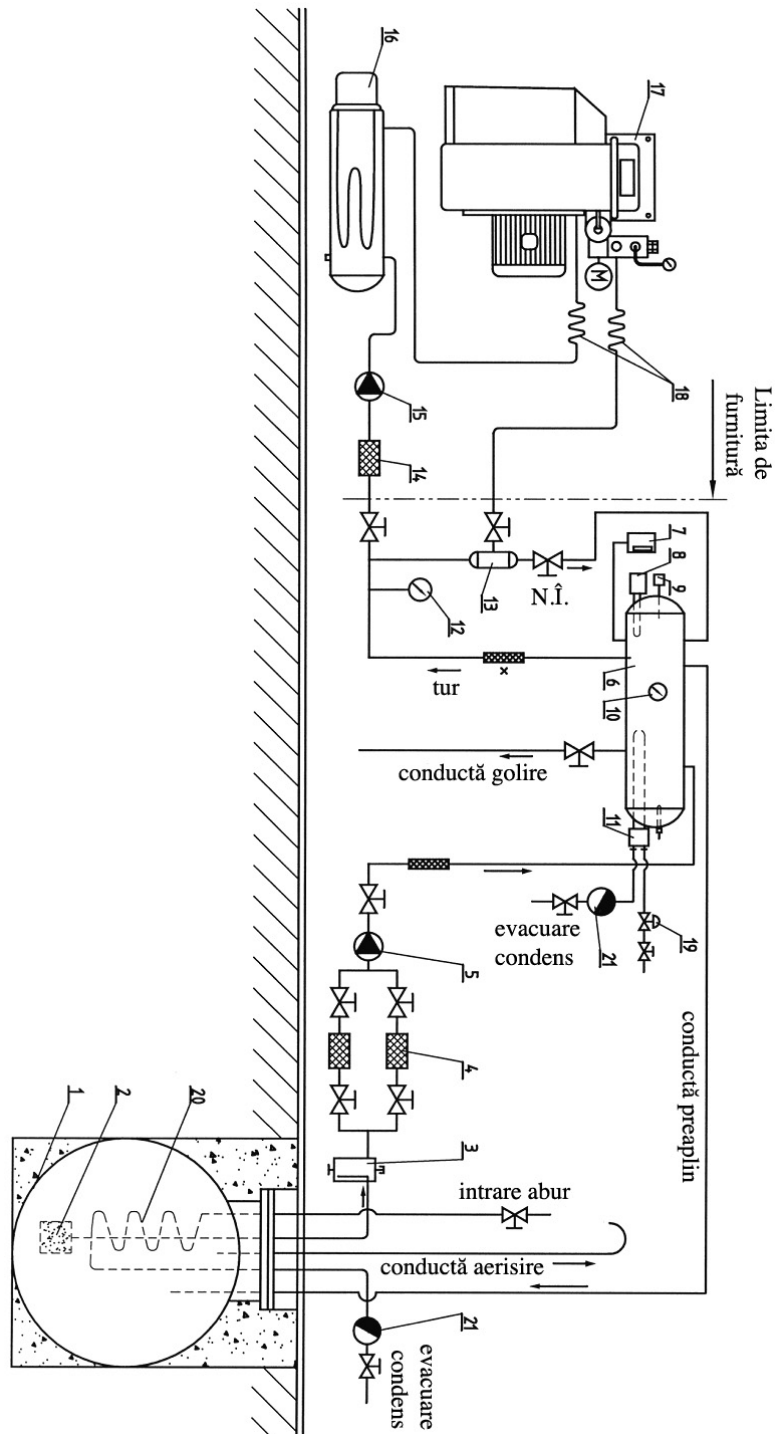 16
17
M
18
Limita de
furnitură
15
14
7
8
9
13
N.Î.
12
x
tur
6
10
conductă golire
11
evacuare
condens
21
19
5
4
conductă preaplin
3
1
2
20
intrare abur
conductă aerisire
21
evacuare
condens